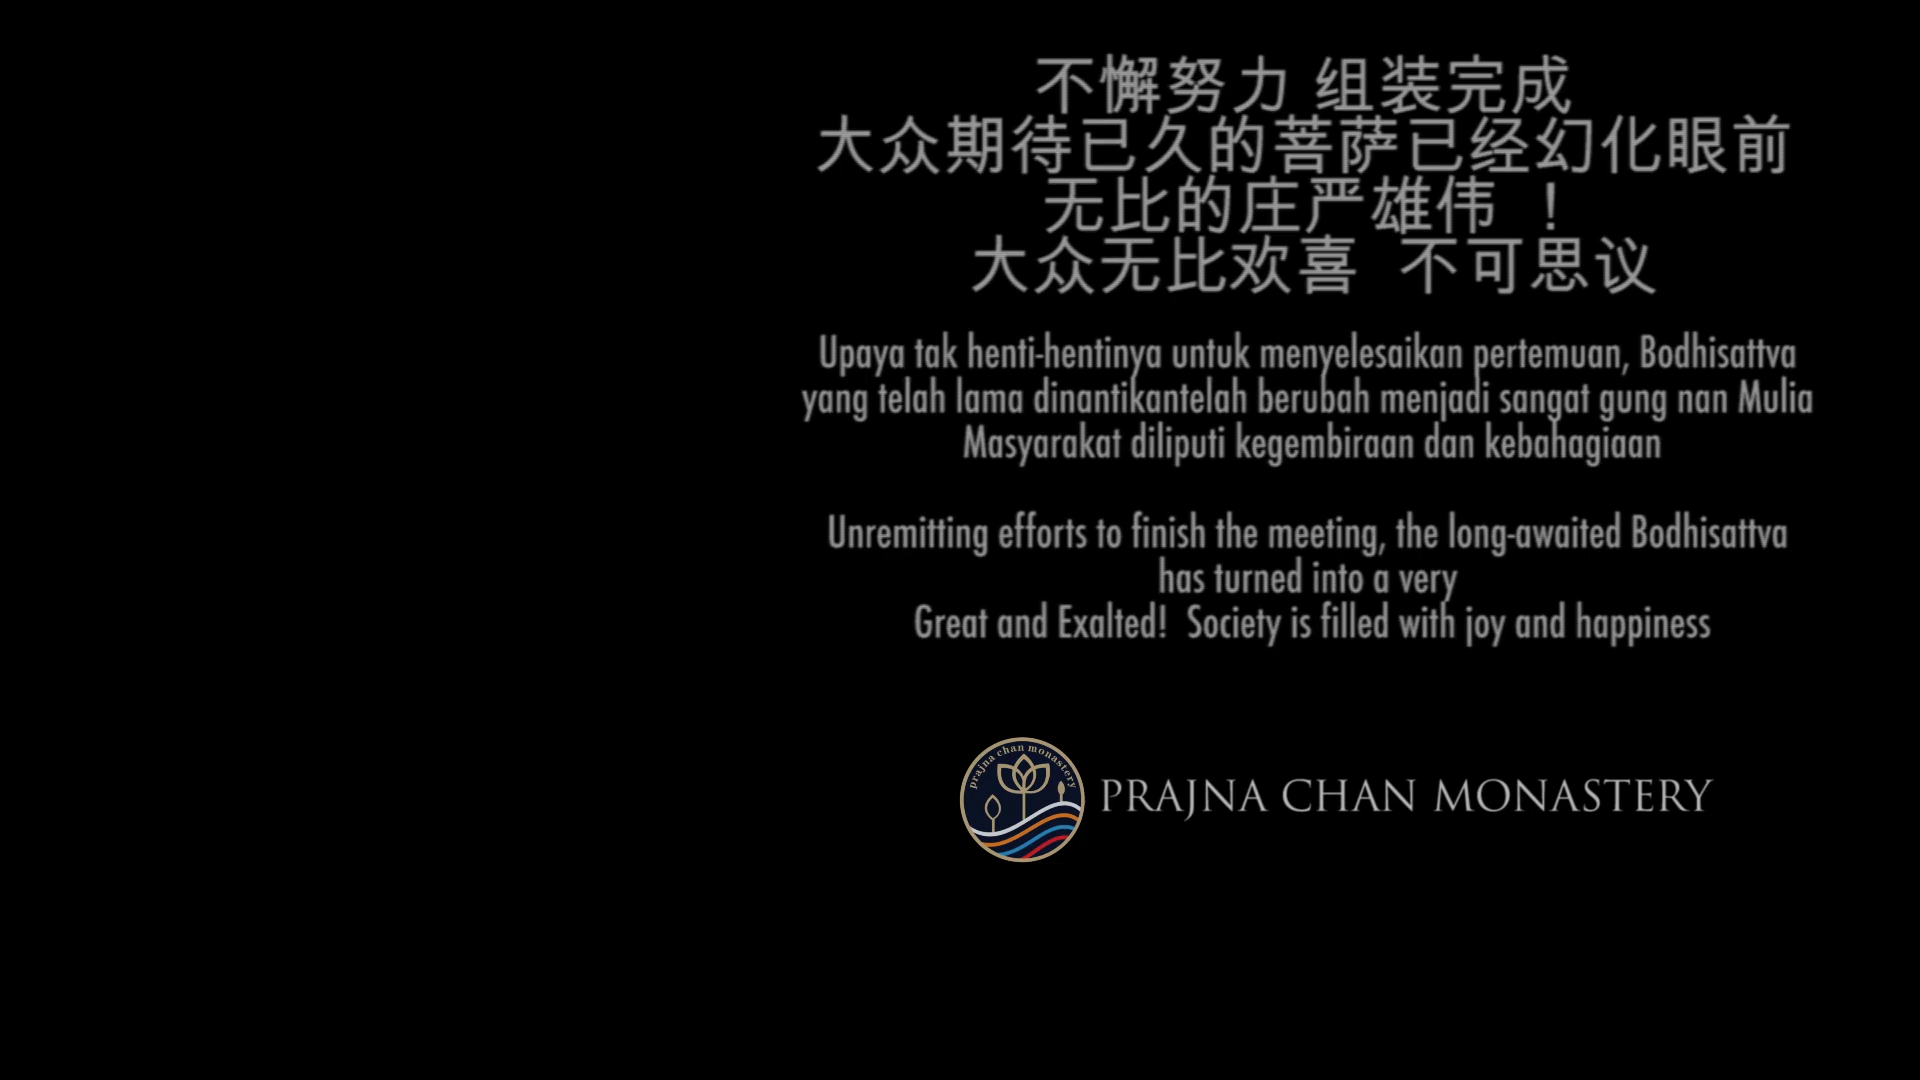 不懈努力 组装完成
大众期待已久的菩萨已经幻化眼前
无比的庄严雄伟 ！
大众无比欢喜 不可思议
Upaya tak henti-hentinya untuk menyelesaikan pertemuan, Bodhisattva
yang telah lama dinantikantelah berubah menjadi sangat gung nan Mulia
Masyarakat diliputi kegembiraan dan kebahagiaan
Unremitting efforts to finish the meeting, the long-awaited Bodhisattva
has turned into a very
Great and Exalted! Society is filled with joy and happiness
prajna chan monastery
PRAJNA CHAN MONASTERY